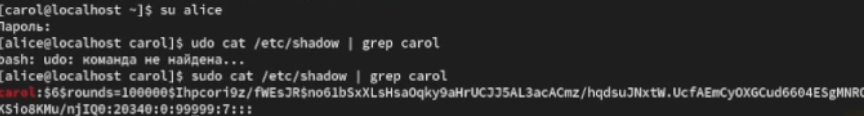 [carol@localhost ~]$ su alice
Пароль:
[alice@localhost carol]$ udo cat /etc/shadow | grep carol
bash: udo: команда не найдена...
[alice@localhost carol]$ sudo cat /etc/shadow | grep carol
carol:$6$rounds=100000$Ihpcori9z/fWEsJR$no61bSxXLsHsaOqky9aHrUCJJ5AL3acACmz/hqdsuJNxtW.UcfAEmCyOXGCud6604ESgMNRO
KSio8KMu/njIQ0:20340:0:99999:7:::